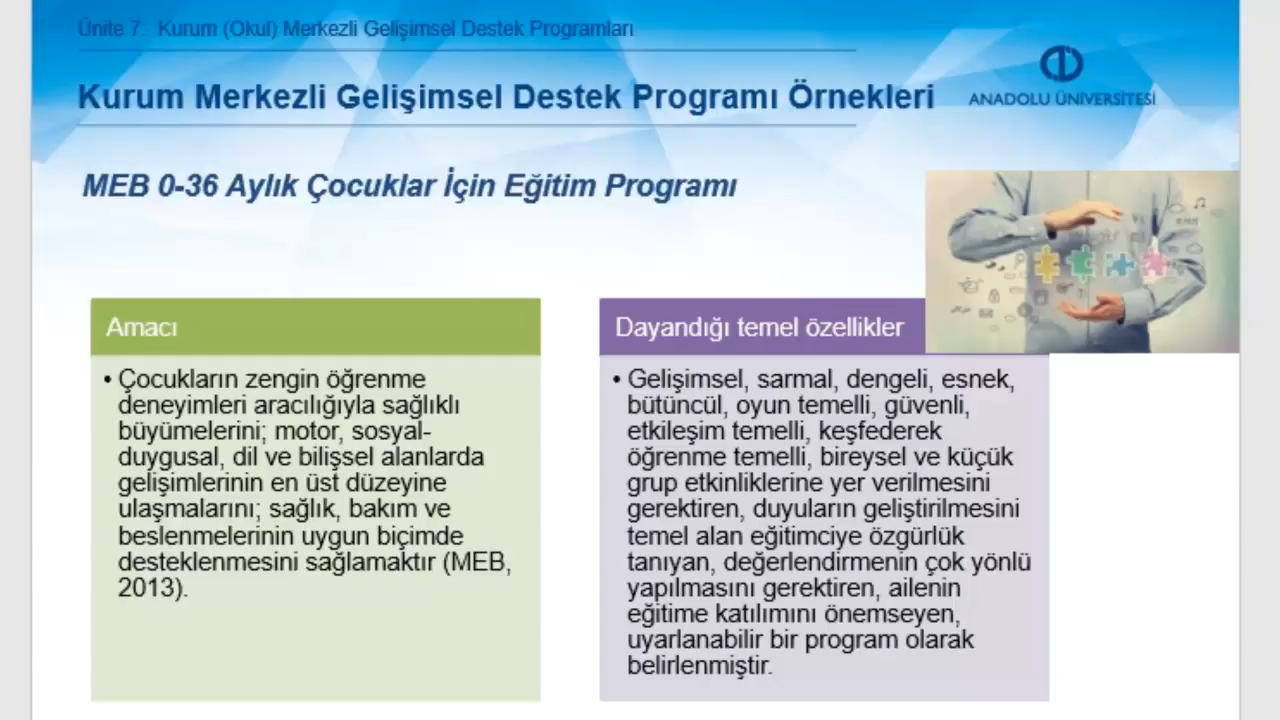 Ünite 7: Kurum (Okul) Merkezli Gelişimsel Destek Programları
Kurum Merkezli Gelişimsel Destek Programı Örnekleri
ANADOLU ÜNİVERSİTESİ
MEB 0-36 Aylık Çocuklar İçin Eğitim Programı
Amacı
• Çocukların zengin öğrenme
deneyimleri aracılığıyla sağlıklı
büyümelerini; motor, sosyal-
duygusal, dil ve bilişsel alanlarda
gelişimlerinin en üst düzeyine
ulaşmalarını; sağlık, bakım ve
beslenmelerinin uygun biçimde
desteklenmesini sağlamaktır (MEB,
2013).
Dayandığı temel özellikler
• Gelişimsel, sarmal, dengeli, esnek,
bütüncül, oyun temelli, güvenli,
etkileşim temelli, keşfederek
öğrenme temelli, bireysel ve küçük
grup etkinliklerine yer verilmesini
gerektiren, duyuların geliştirilmesini
temel alan eğitimciye özgürlük
tanıyan, değerlendirmenin çok yönlü
yapılmasını gerektiren, ailenin
eğitime katılımını önemseyen,
uyarlanabilir bir program olarak
belirlenmiştir.